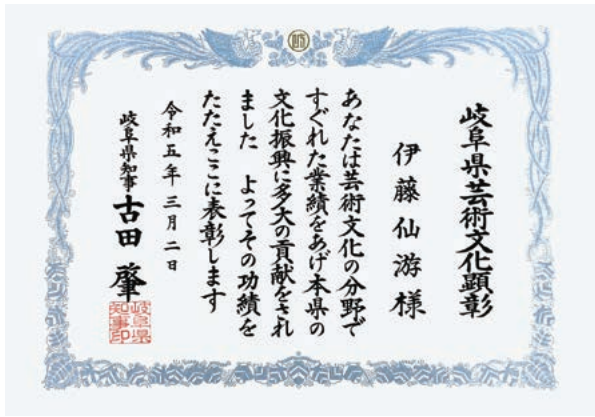 岐阜県芸術文化顕彰
伊藤仙游様
あなたは芸術文化の分野で
すぐれた業績をあげ本県の
文化振興に多大の貢献をされ
ました　よってその功績を
たたえここに表彰します
令和五年三月二日
岐阜県知事 古田肇
岐阜県
知事印